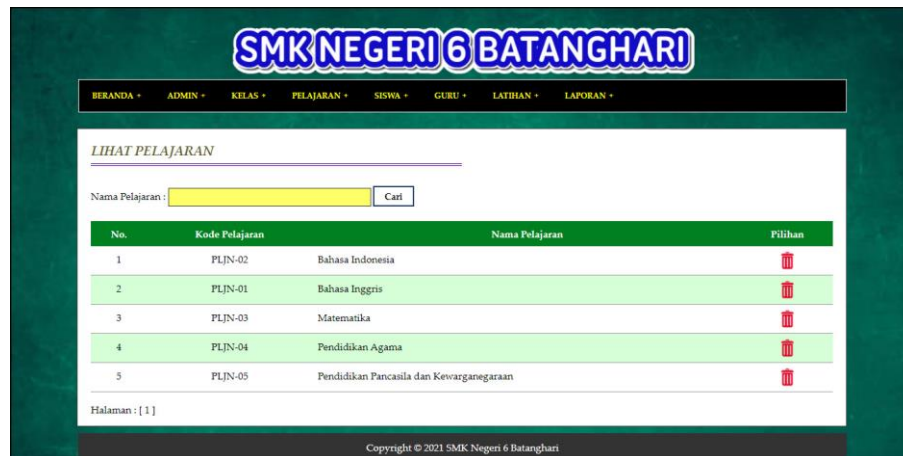 SMK NEGERI 6 BATANGHARI
BERANDA + ADMIN + KELAS + PELAJARAN + SISWA + GURU + LATIHAN + LAPORAN +
LIHAT PELAJARAN
Nama Pelajaran : Cari
No. Kode Pelajaran Nama Pelajaran Pilihan
1 PLJN-02 Bahasa Indonesia
2 PLJN-01 Bahasa Inggris
3 PLJN-03 Matematika
4 PLJN-04 Pendidikan Agama
5 PLJN-05 Pendidikan Pancasila dan Kewarganegaraan
Halaman : [ 1 ]
Copyright © 2021 SMK Negeri 6 Batanghari